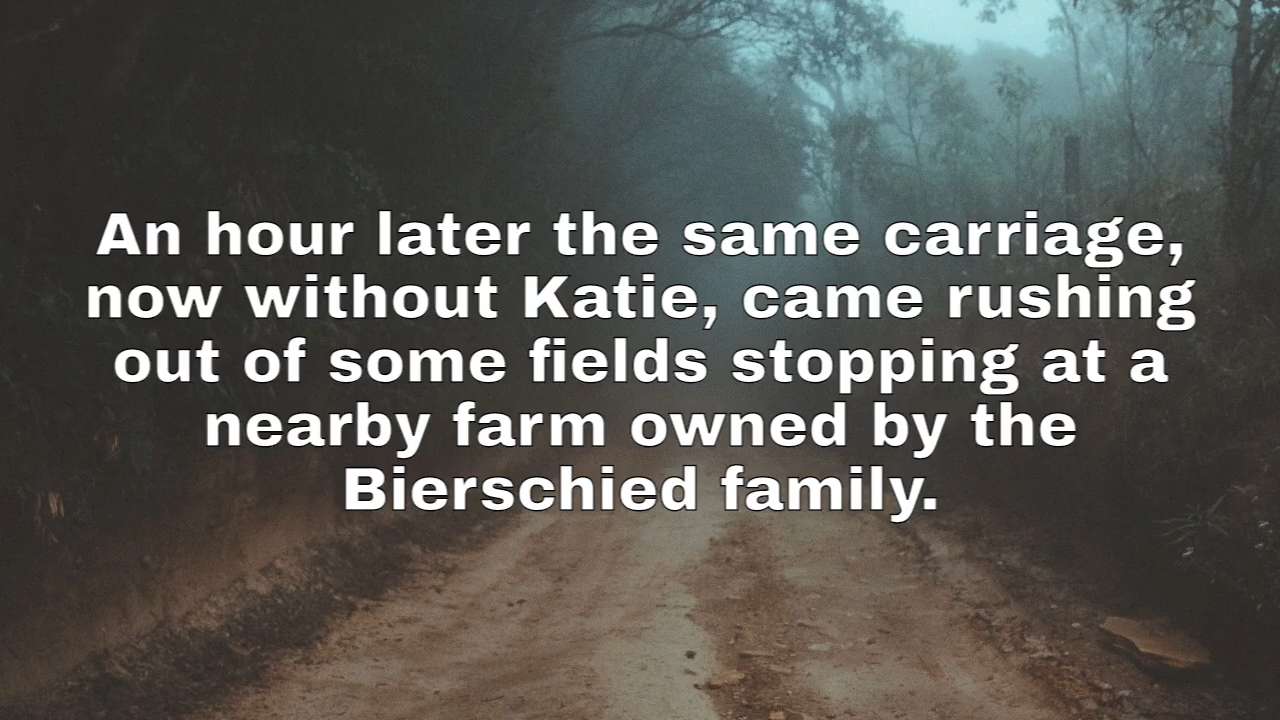 An hour later the same carriage,
now without Katie, came rushing
out of some fields stopping at a
nearby farm owned by the
Bierschied family.